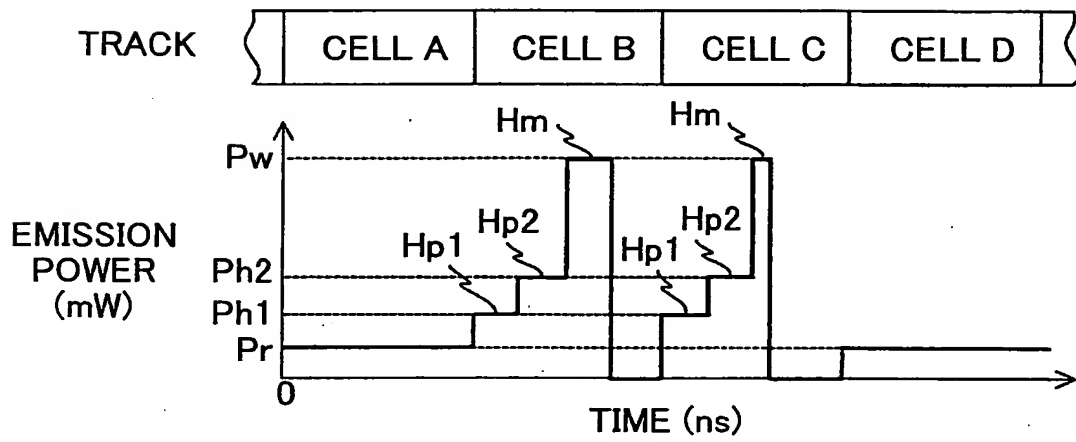 TRACK
CELL A CELL B CELL C CELL D
Hm Hm
Pw
Hp2 Hp2
Hp1 Hp1
EMISSION
POWER
(mW)
Ph2
Ph1
Pr
0
TIME (ns)